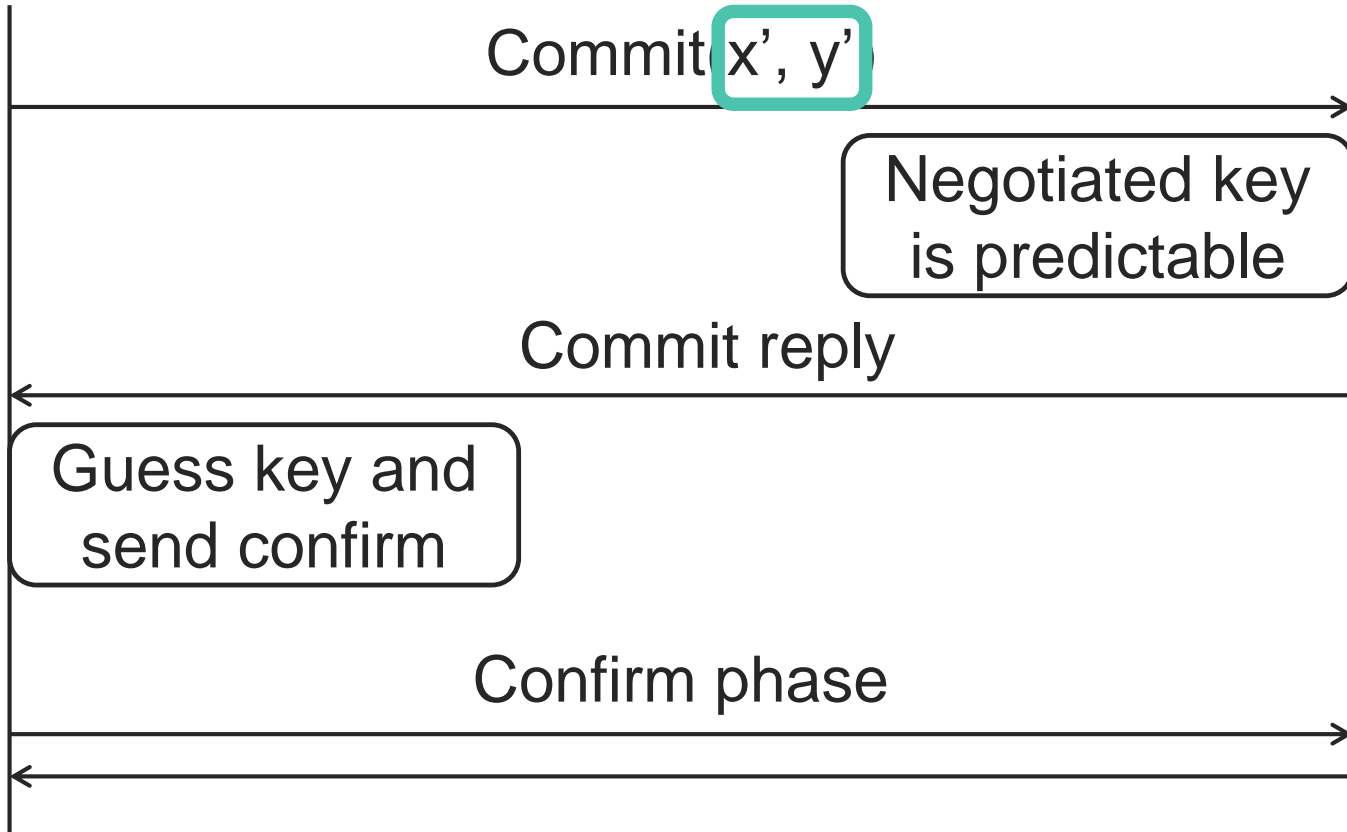 Commit(x’, y’)
Negotiated key
is predictable
Commit reply
Guess key and
send confirm
Confirm phase